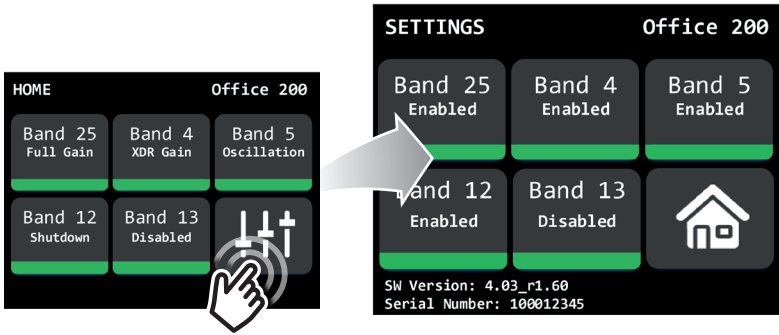 HOME Office 200
Band 25 Band 4 Band 5
Full Gain XDR Gain Oscillation
Band 12 Band 13
Shutdown Disabled
SETTINGS Office 200
Band 25 Band 4 Band 5
Enabled Enabled Enabled
Band 12 Band 13
Enabled Disabled
SW Version: 4.03_r1.60
Serial Number: 100012345